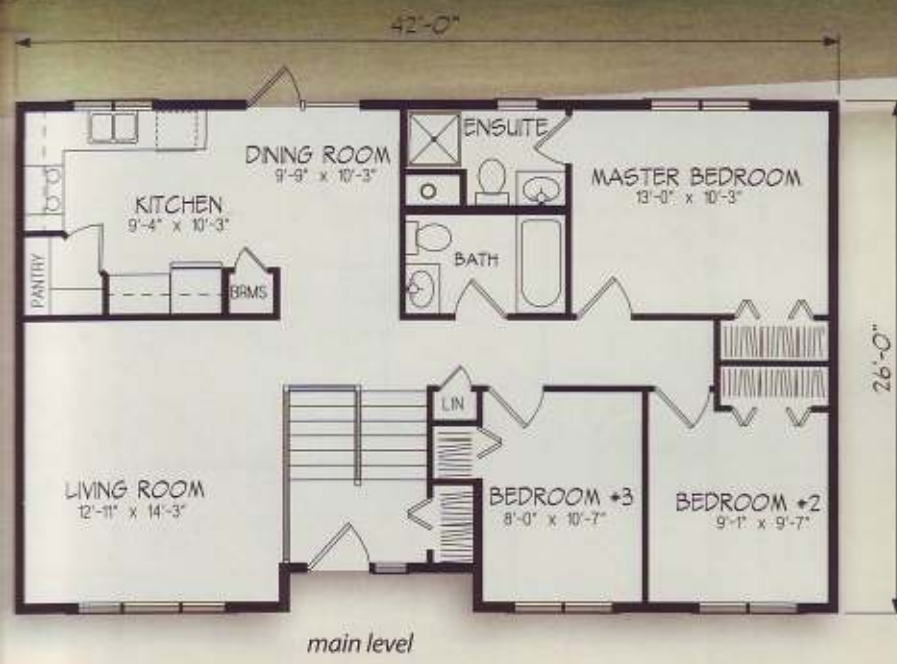 42'-0"
ENSUITE
DINING ROOM
9'-9" x 10'-3"
MASTER BEDROOM
13'-0" x 10'-3"
KITCHEN
9'-4" x 10'-3"
BATH
PANTRY
BRMS
26'-0"
LIN
LIVING ROOM
12'-11" x 14'-3"
BEDROOM #3
8'-0" x 10'-7"
BEDROOM #2
9'-1" x 9'-7"
main level